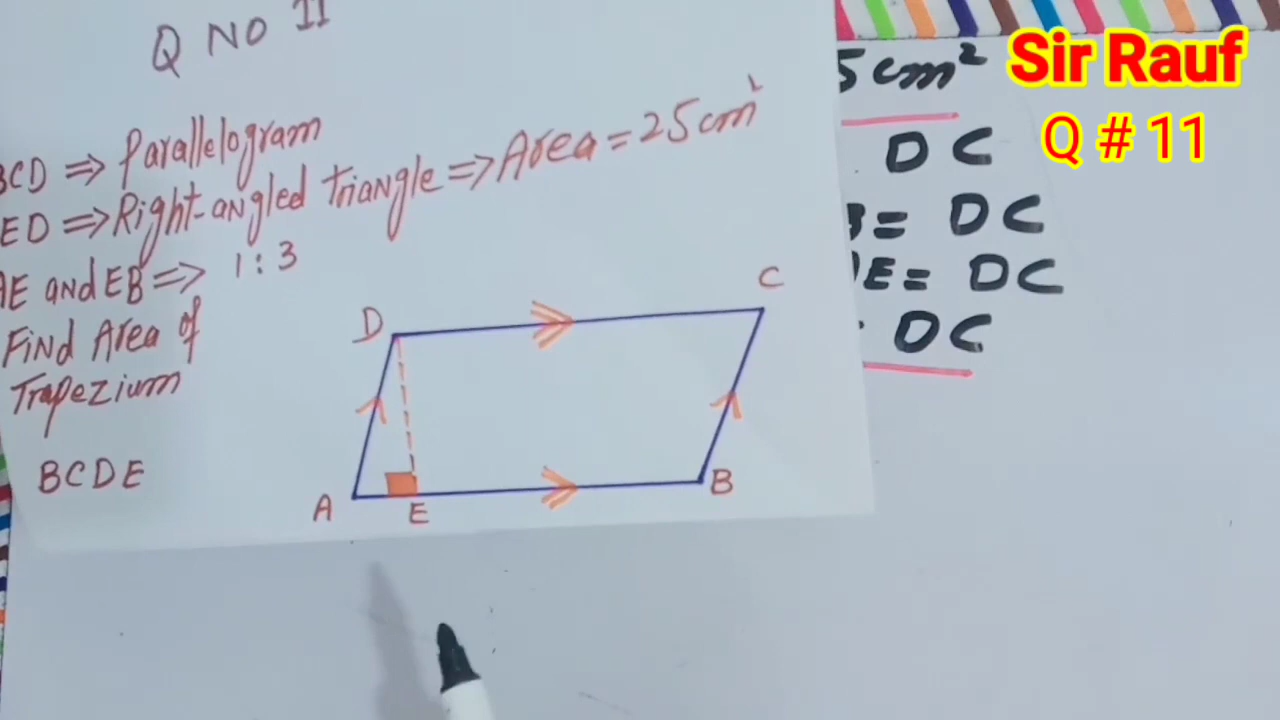 Q NO 11
BCD ⇒ Parallelogram
ED ⇒ Right-angled triangle ⇒ Area = 25 cm²
AE and EB ⇒ 1 : 3
Find Area of
Trapezium
BCDE
D
C
A
E
B
5 cm²
DC
B = DC
E = DC
DC
Sir Rauf
Q # 11